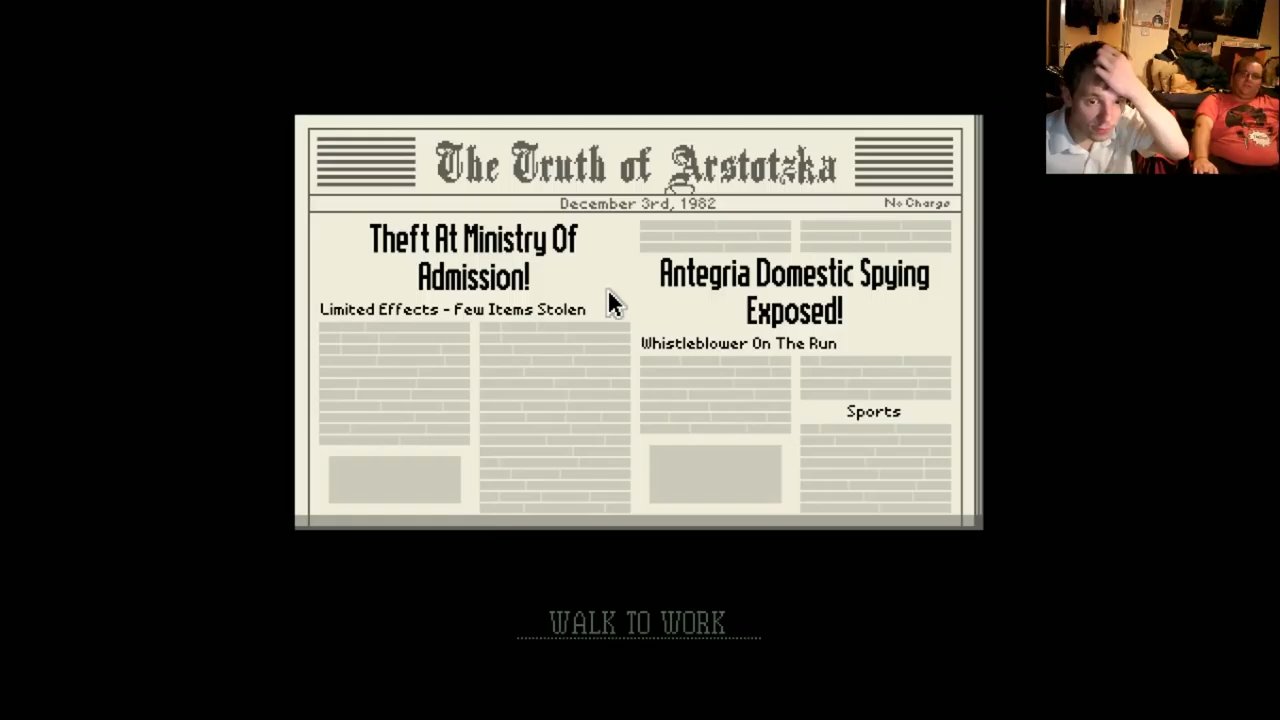 The Truth of Arstotzka
December 3rd, 1982
No Charge
Theft At Ministry Of
Admission!
Limited Effects - Few Items Stolen
Antegria Domestic Spying
Exposed!
Whistleblower On The Run
Sports
WALK TO WORK